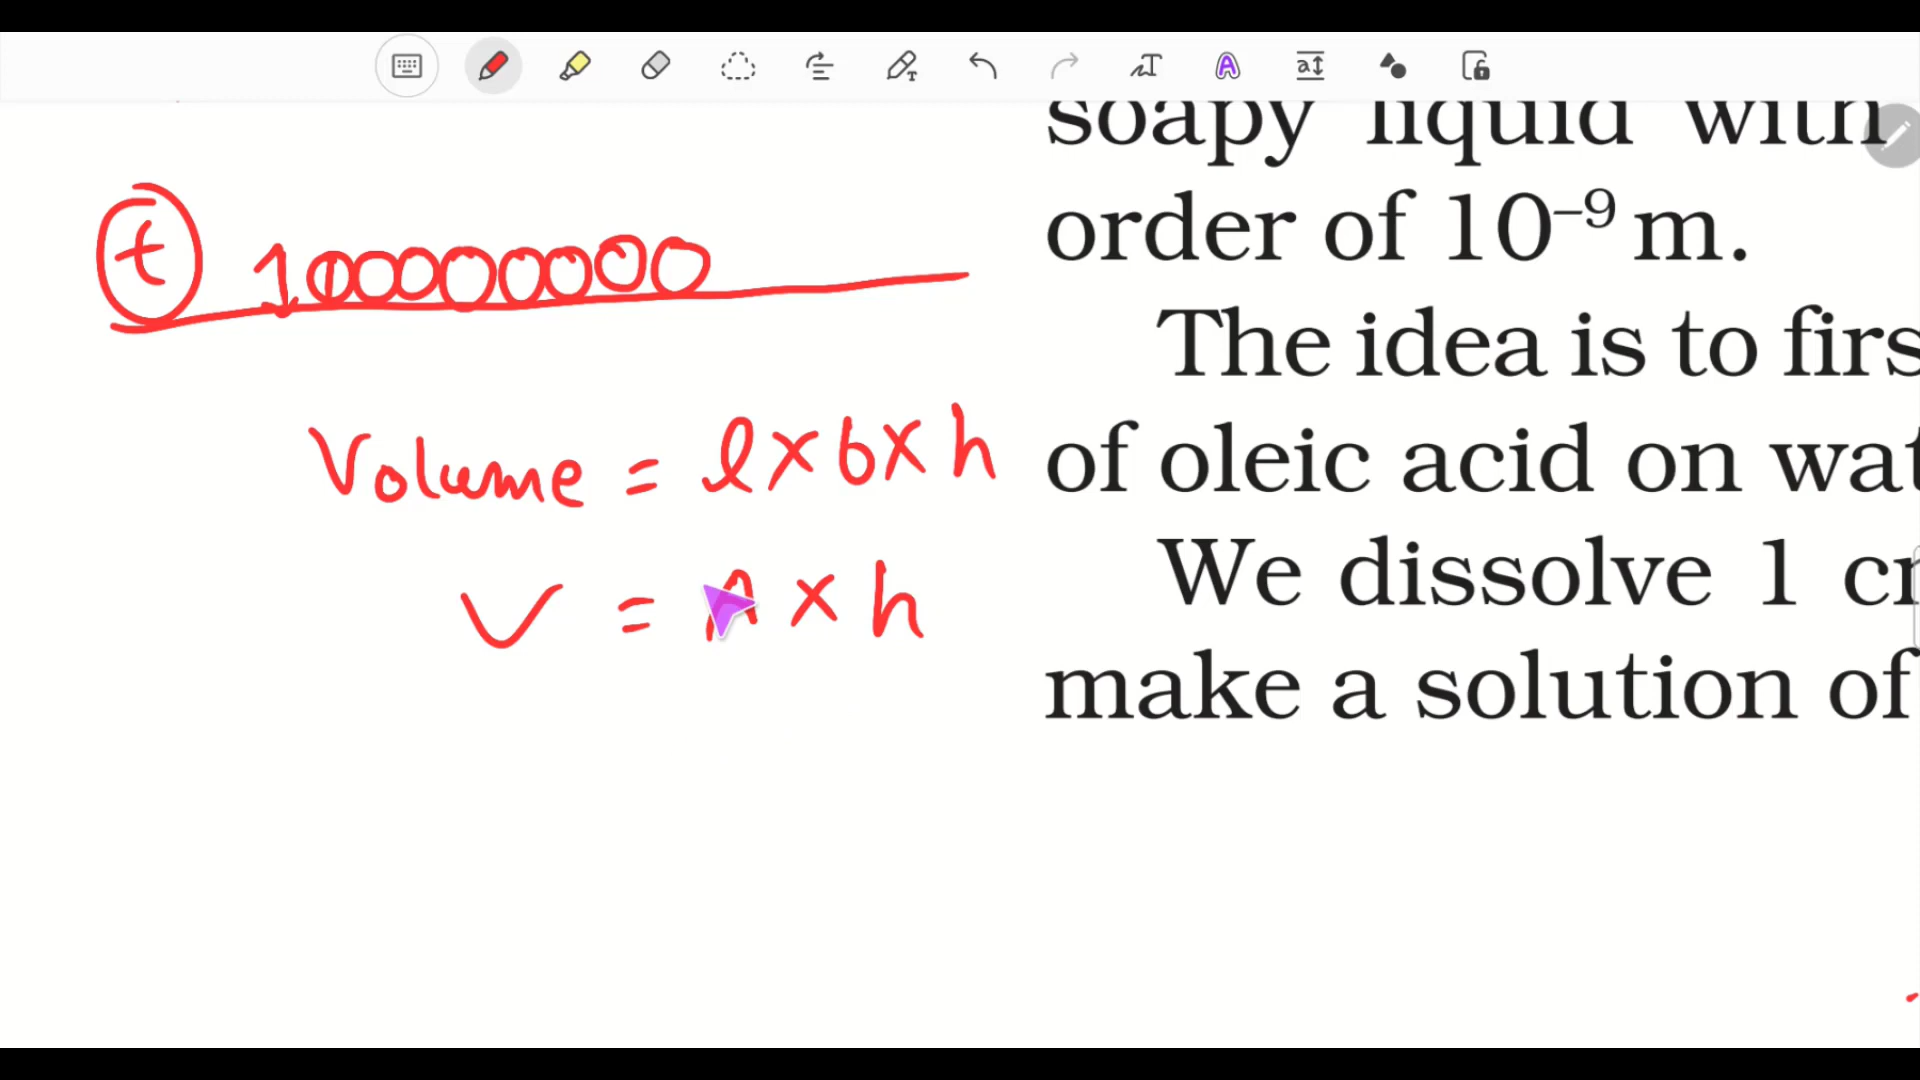 soapy liquid with
order of 10⁻⁹ m.
The idea is to firs
of oleic acid on wat
We dissolve 1 cr
make a solution of
t
Volume = l × b × h
V = A × h